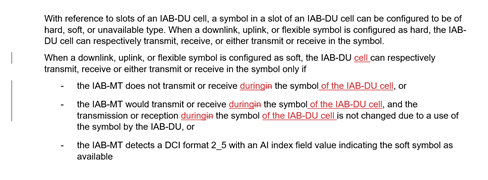 With reference to slots of an IAB-DU cell, a symbol in a slot of an IAB-DU cell can be configured to be of
hard, soft, or unavailable type. When a downlink, uplink, or flexible symbol is configured as hard, the IAB-
DU cell can respectively transmit, receive, or either transmit or receive in the symbol.
When a downlink, uplink, or flexible symbol is configured as soft, the IAB-DU cell can respectively
transmit, receive or either transmit or receive in the symbol only if
- the IAB-MT does not transmit or receive duringin the symbol of the IAB-DU cell, or
- the IAB-MT would transmit or receive duringin the symbol of the IAB-DU cell, and the
transmission or reception duringin the symbol of the IAB-DU cell is not changed due to a use of
the symbol by the IAB-DU, or
- the IAB-MT detects a DCI format 2_5 with an AI index field value indicating the soft symbol as
available